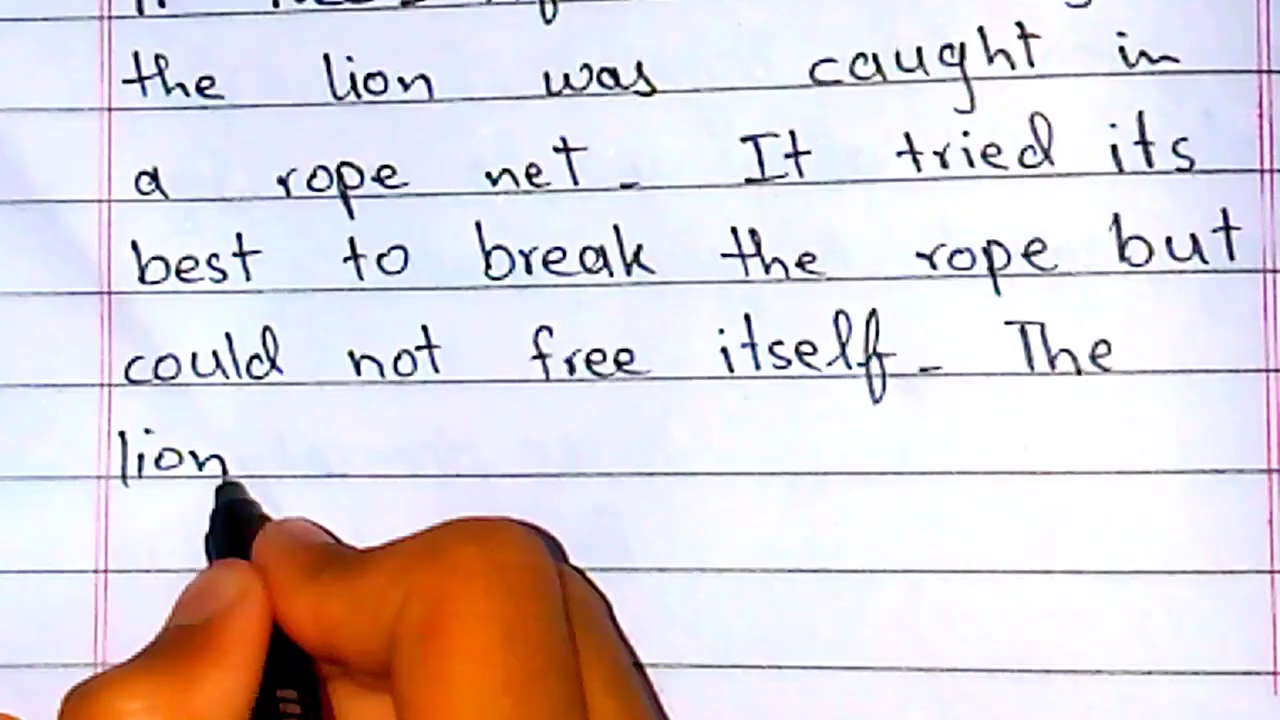 the lion was caught in
a rope net. It tried its
best to break the rope but
could not free itself. The
lion